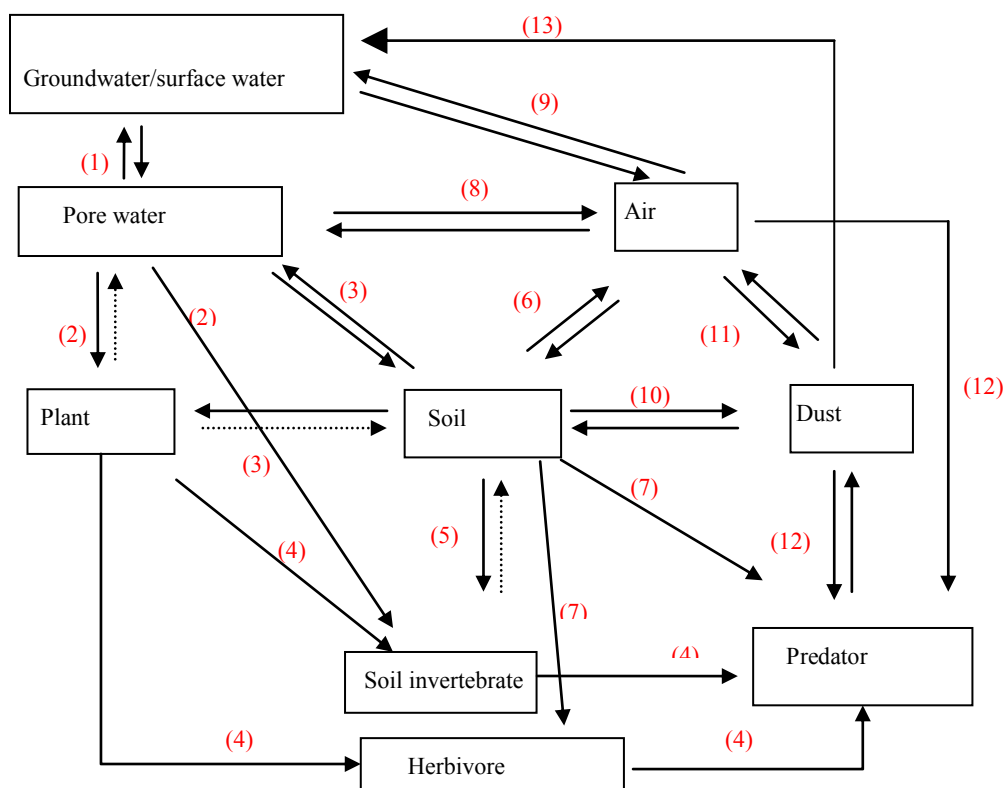 (13)
Groundwater/surface water
(9)
(1)
(8)
Pore water
Air
(3)
(6)
(2)
(2)
(11)
(12)
Plant
Soil
(10)
Dust
(3)
(7)
(5)
(12)
(4)
(7)
(4)
Predator
Soil invertebrate
(4)
(4)
Herbivore